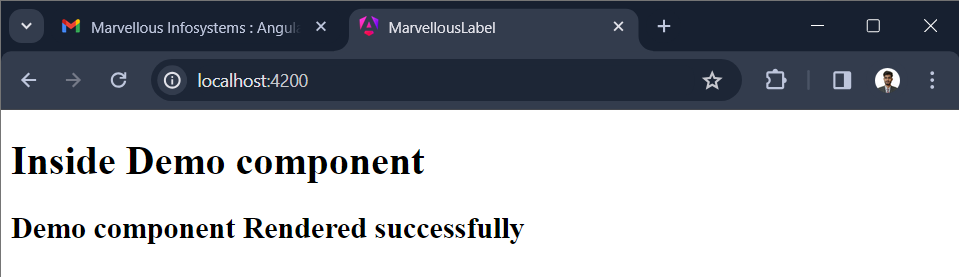 Marvellous Infosystems : Angul
MarvellousLabel
localhost:4200
Inside Demo component
Demo component Rendered successfully